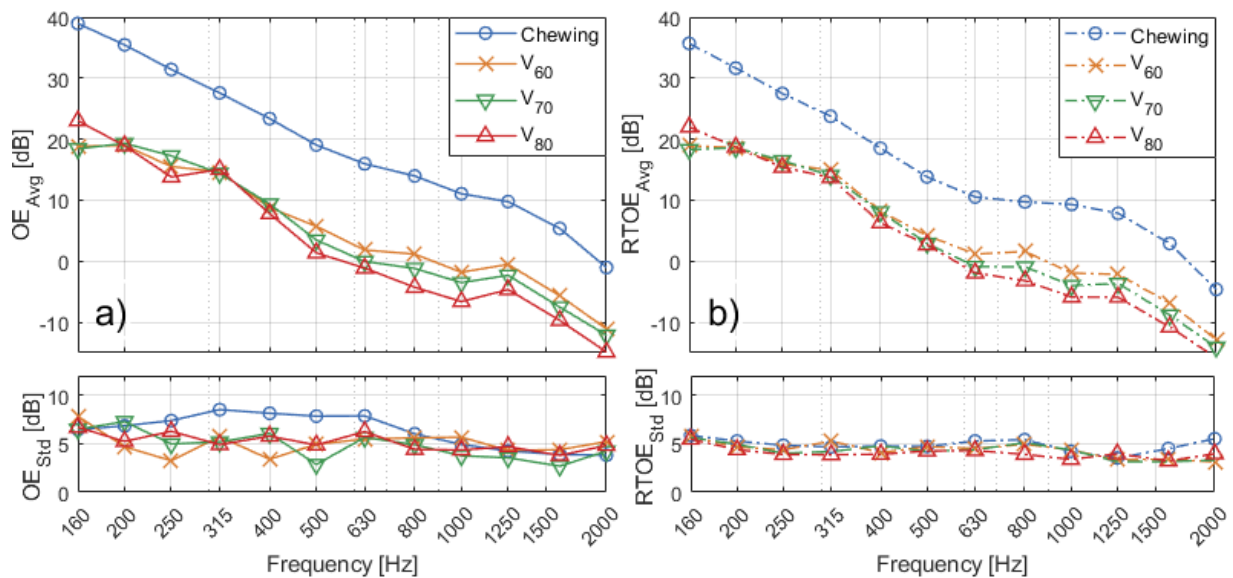 40
30
20
10
0
-10
OE_Avg [dB]
Chewing
V_60
V_70
V_80
a)
10
5
0
OE_Std [dB]
160 200 250 315 400 500 630 800 1000 1250 1500 2000
Frequency [Hz]
40
30
20
10
0
-10
RTOE_Avg [dB]
Chewing
V_60
V_70
V_80
b)
10
5
0
RTOE_Std [dB]
160 200 250 315 400 500 630 800 1000 1250 1500 2000
Frequency [Hz]